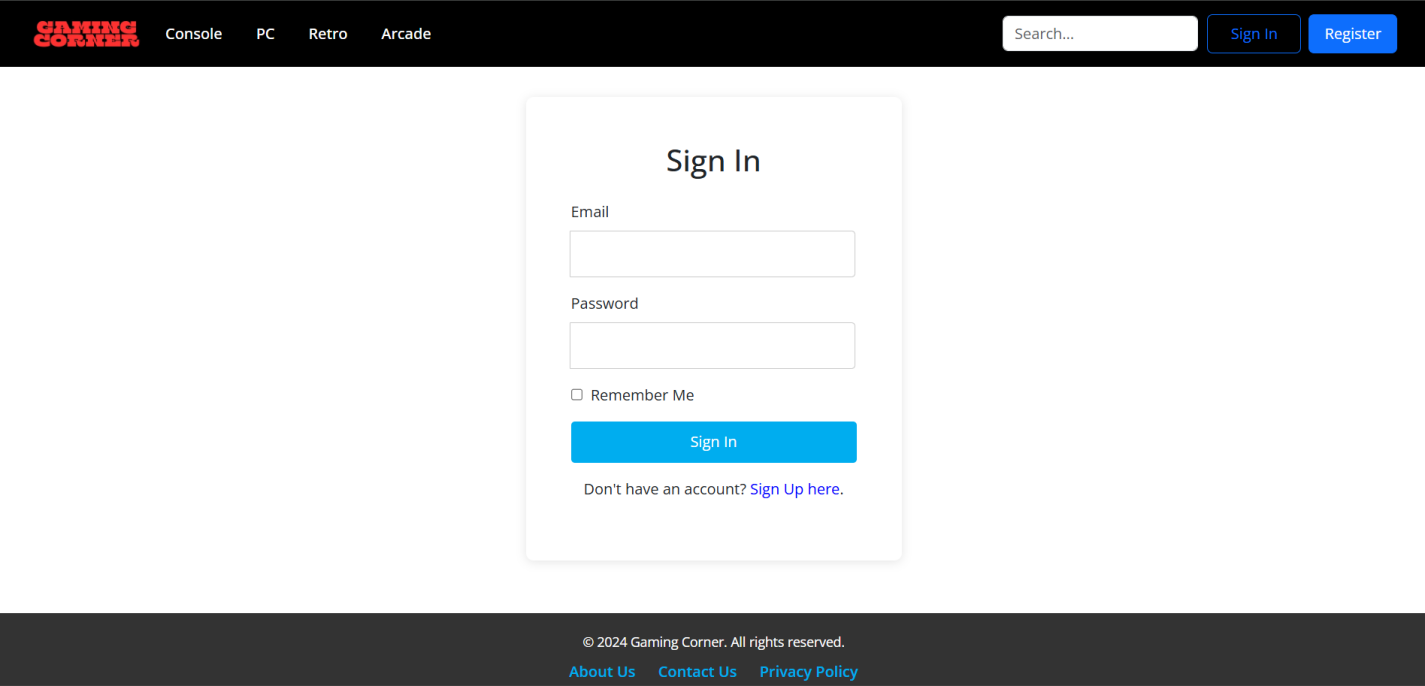 GAMING CORNER Console PC Retro Arcade Search... Sign In Register
Sign In
Email
Password
Remember Me
Sign In
Don't have an account? Sign Up here.
© 2024 Gaming Corner. All rights reserved.
About Us Contact Us Privacy Policy